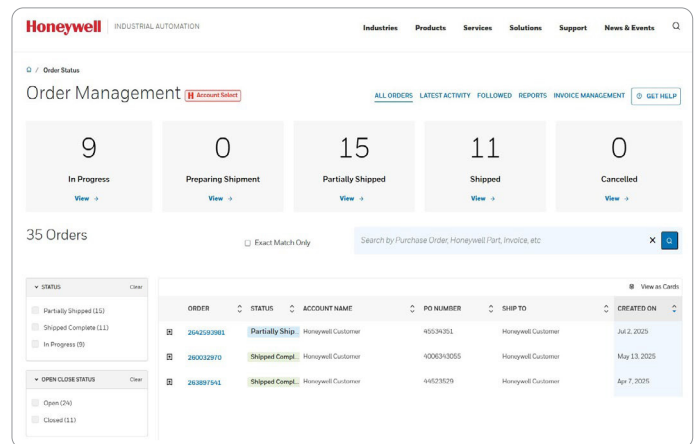 Honeywell INDUSTRIAL AUTOMATION
Industries Products Services Solutions Support News & Events
/ Order Status
Order Management
H Account Select
ALL ORDERS LATEST ACTIVITY FOLLOWED REPORTS INVOICE MANAGEMENT GET HELP
9 0 15 11 0
In Progress Preparing Shipment Partially Shipped Shipped Cancelled
View → View → View → View → View →
35 Orders
Exact Match Only
Search by Purchase Order, Honeywell Part, Invoice, etc
STATUS Clear
Partially Shipped (15)
Shipped Complete (11)
In Progress (9)
OPEN CLOSE STATUS Clear
Open (24)
Closed (11)
View as Cards
ORDER STATUS ACCOUNT NAME PO NUMBER SHIP TO CREATED ON
2642593981 Partially Ship... Honeywell Customer 45534351 Honeywell Customer Jul 2, 2025
260032970 Shipped Compl... Honeywell Customer 4006343055 Honeywell Customer May 13, 2025
263897541 Shipped Compl... Honeywell Customer 44523529 Honeywell Customer Apr 7, 2025